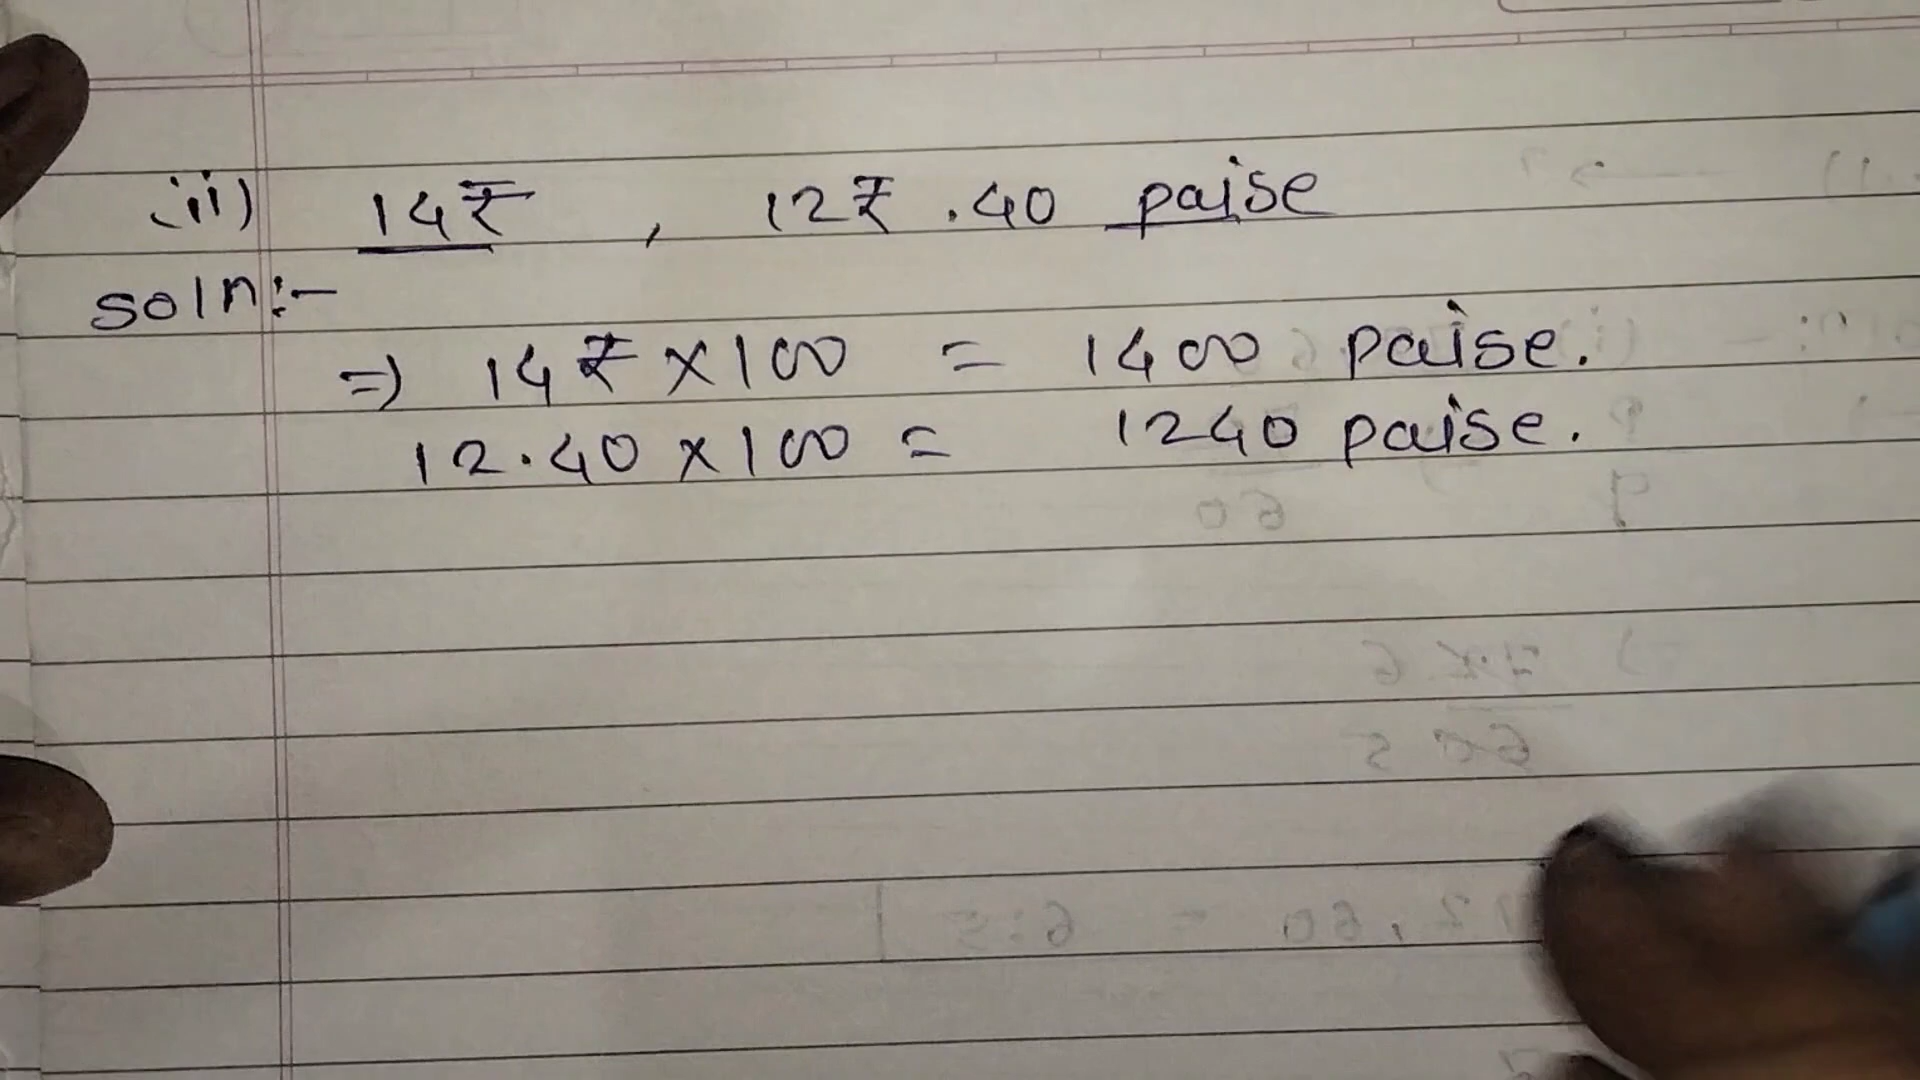 (ii) 14₹ , 12₹ .40 paise
soln:-
=) 14₹ x 100 = 1400 paise.
12.40 x 100 = 1240 paise.